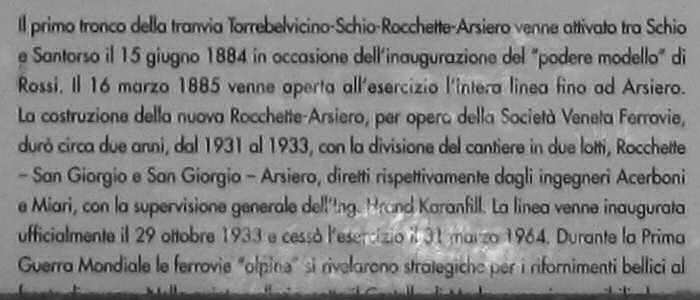 Il primo tronco della tranvia Torrebelvicino-Schio-Rocchette-Arsiero venne attivato tra Schio
e Santorso il 15 giugno 1884 in occasione dell'inaugurazione del "podere modello" di
Rossi. Il 16 marzo 1885 venne aperta all'esercizio l'intera linea fino ad Arsiero.
La costruzione della nuova Rocchette-Arsiero, per opera della Società Veneta Ferrovie,
durò circa due anni, dal 1931 al 1933, con la divisione del cantiere in due lotti, Rocchette
– San Giorgio e San Giorgio – Arsiero, diretti rispettivamente dagli ingegneri Acerboni
e Miari, con la supervisione generale dell'Ing. Hrand Karanfill. La linea venne inaugurata
ufficialmente il 29 ottobre 1933 e cessò l'esercizio il 31 marzo 1964. Durante la Prima
Guerra Mondiale le ferrovie "alpine" si rivelarono strategiche per i rifornimenti bellici al